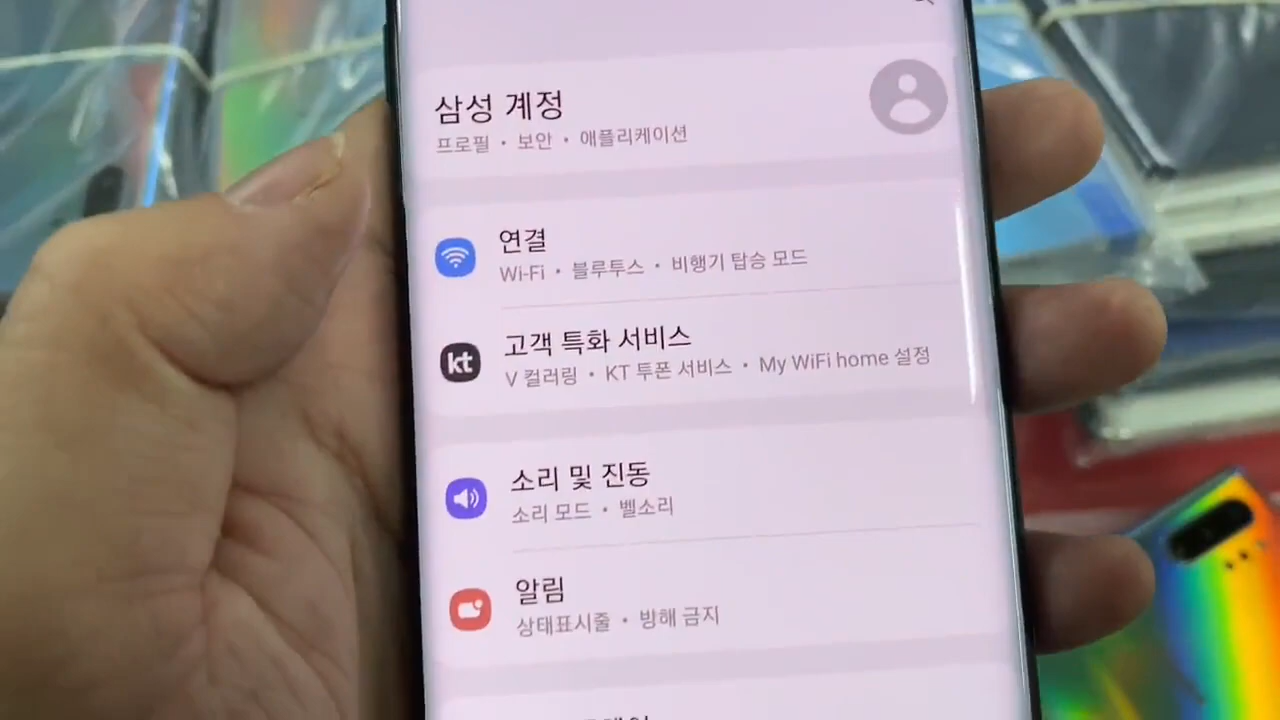 삼성 계정
프로필 • 보안 • 애플리케이션
연결
Wi-Fi • 블루투스 • 비행기 탑승 모드
kt
고객 특화 서비스
V 컬러링 • KT 투폰 서비스 • My WiFi home 설정
소리 및 진동
소리 모드 • 벨소리
알림
상태표시줄 • 방해 금지